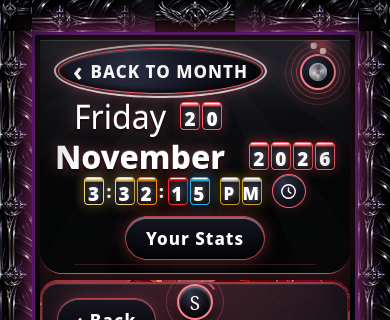 ‹ BACK TO MONTH
Friday 20
November 2026
3:32:15 PM
Your Stats
S
‹ Back